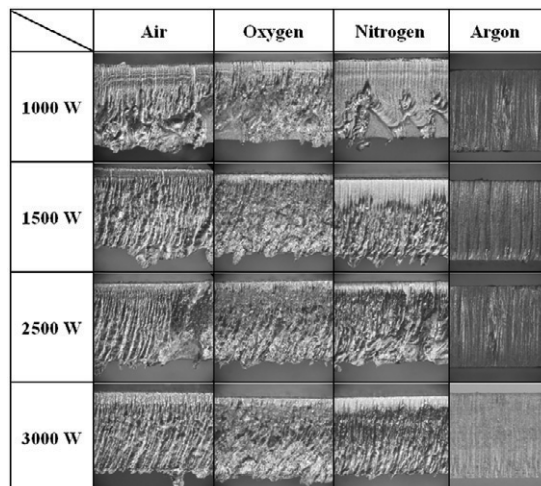 Air Oxygen Nitrogen Argon
1000 W
1500 W
2500 W
3000 W